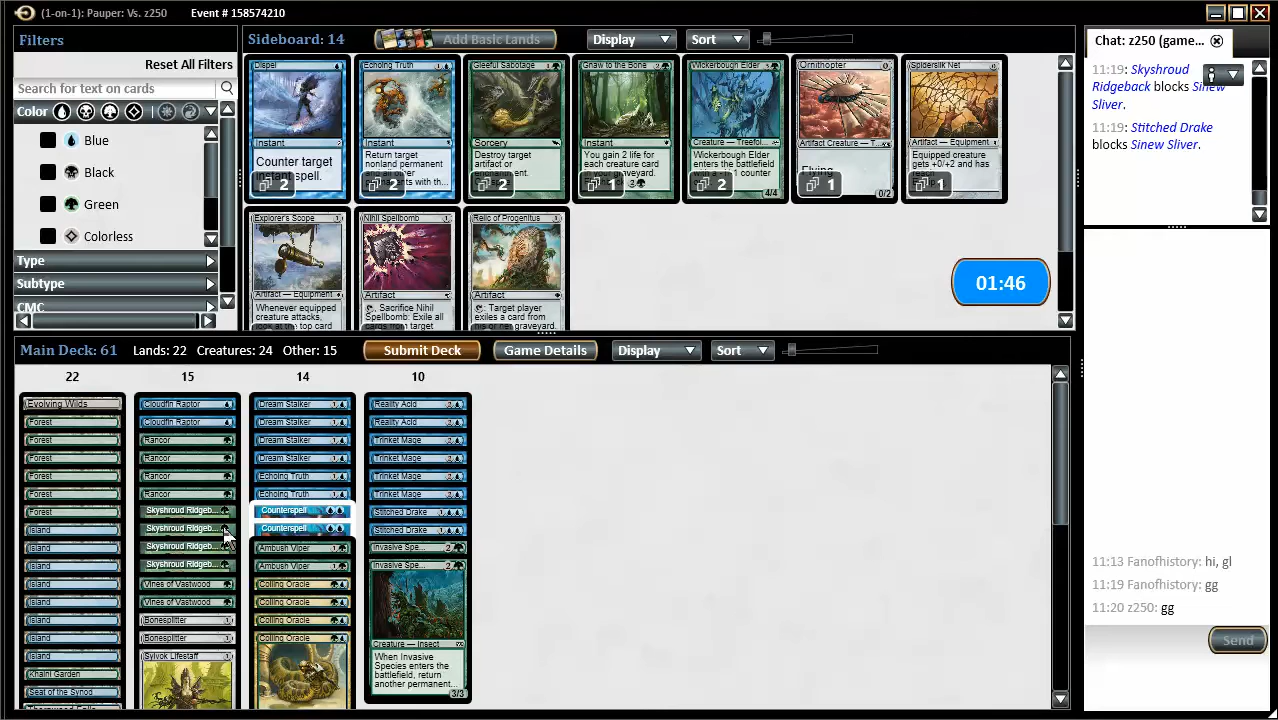 (1-on-1): Pauper: Vs. z250 Event # 158574210
Filters
Reset All Filters
Search for text on cards
Color
Blue
Black
Green
Colorless
Type
Subtype
CMC
Sideboard: 14
Add Basic Lands
Display
Sort
Dispel
Instant
Counter target
instant spell.
2
Echoing Truth
Instant
Return target
nonland permanent
2
Gleeful Sabotage
Sorcery
Destroy target
artifact or
enchantment.
2
Gnaw to the Bone
Instant
You gain 2 life for
each creature card
1
Wickerbough Elder
Creature — Treefol...
Wickerbough Elder
enters the battlefield
2
4/4
Ornithopter
Artifact Creature — T...
Flying
1
0/2
Spidersilk Net
Artifact — Equipment
Equipped creature
gets +0/+2 and has
1
Explorer's Scope
Artifact — Equipment
Whenever equipped
creature attacks,
look at the top card
Nihil Spellbomb
Artifact
, Sacrifice Nihil
Spellbomb: Exile all
cards from target
Relic of Progenitus
Artifact
: Target player
exiles a card from
his or her graveyard.
01:46
Main Deck: 61 Lands: 22 Creatures: 24 Other: 15
Submit Deck
Game Details
Display
Sort
22
Evolving Wilds
Forest
Forest
Forest
Forest
Forest
Forest
Island
Island
Island
Island
Island
Island
Island
Island
Khalni Garden
Seat of the Synod
15
Cloudfin Raptor
Cloudfin Raptor
Rancor
Rancor
Rancor
Rancor
Skyshroud Ridgeb...
Skyshroud Ridgeb...
Skyshroud Ridgeb...
Skyshroud Ridgeb...
Vines of Vastwood
Vines of Vastwood
Bonesplitter
Bonesplitter
Sylvok Lifestaff
14
Dream Stalker
Dream Stalker
Dream Stalker
Dream Stalker
Echoing Truth
Echoing Truth
Counterspell
Counterspell
Ambush Viper
Ambush Viper
Coiling Oracle
Coiling Oracle
Coiling Oracle
Coiling Oracle
10
Reality Acid
Reality Acid
Trinket Mage
Trinket Mage
Trinket Mage
Trinket Mage
Stitched Drake
Stitched Drake
Invasive Spe...
Invasive Spe...
Creature — Insect
When Invasive
Species enters the
battlefield, return
another permanent...
3/3
Chat: z250 (game...
11:19: Skyshroud
Ridgeback blocks Sinew
Sliver.
11:19: Stitched Drake
blocks Sinew Sliver.
11:13 Fanofhistory: hi, gl
11:19 Fanofhistory: gg
11:20 z250: gg
Send